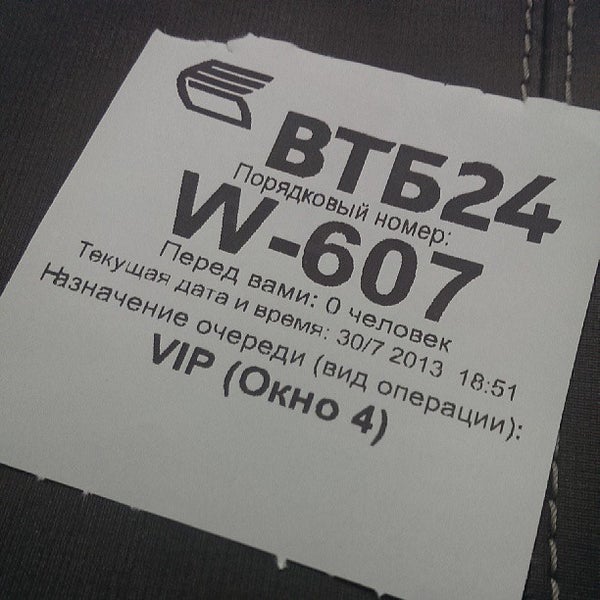 ВТБ24
Порядковый номер:
W-607
Перед вами: 0 человек
Текущая дата и время: 30/7 2013 18:51
Назначение очереди (вид операции):
VIP (Окно 4)